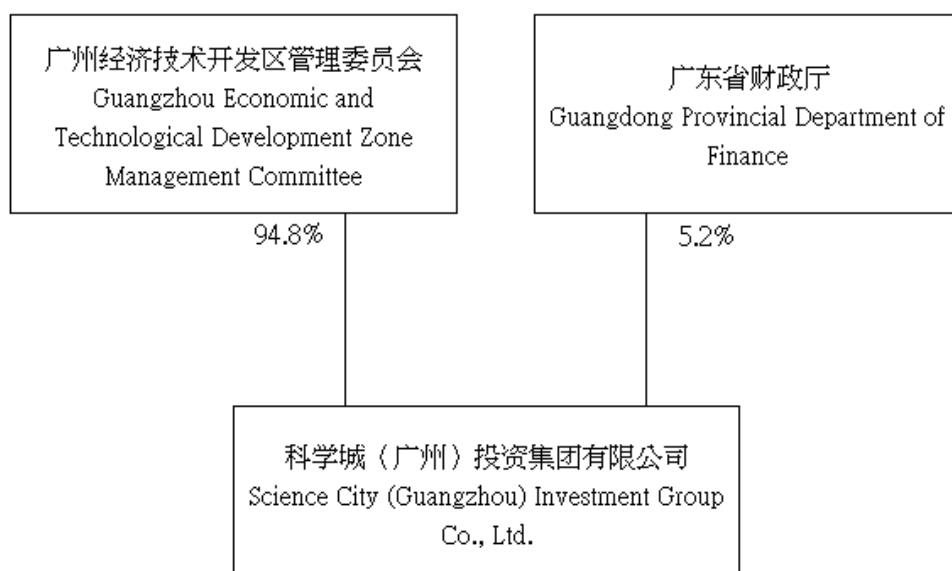 广州经济技术开发区管理委员会
Guangzhou Economic and
Technological Development Zone
Management Committee
广东省财政厅
Guangdong Provincial Department of
Finance
94.8%
5.2%
科学城（广州）投资集团有限公司
Science City (Guangzhou) Investment Group
Co., Ltd.